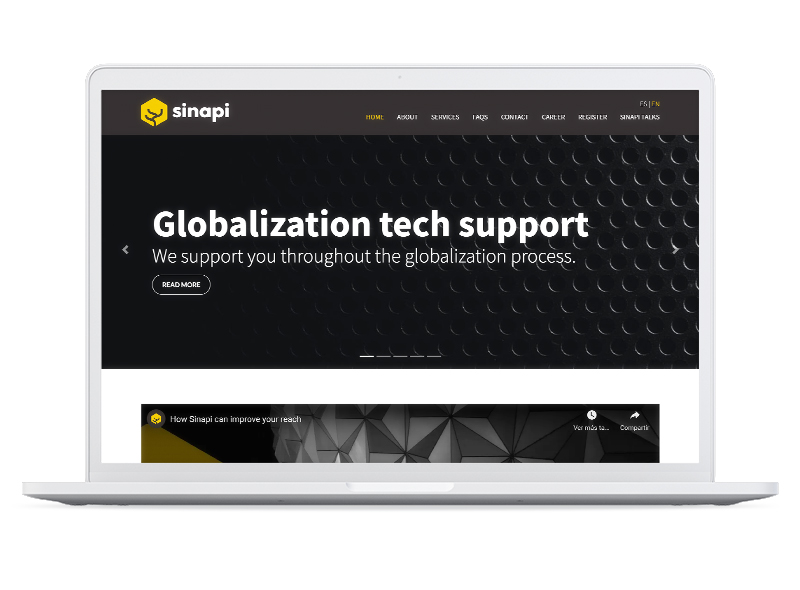 sinapi
ES | EN
HOME ABOUT SERVICES FAQS CONTACT CAREER REGISTER SINAPI TALKS
Globalization tech support
We support you throughout the globalization process.
READ MORE
How Sinapi can improve your reach
Ver más ta... Compartir